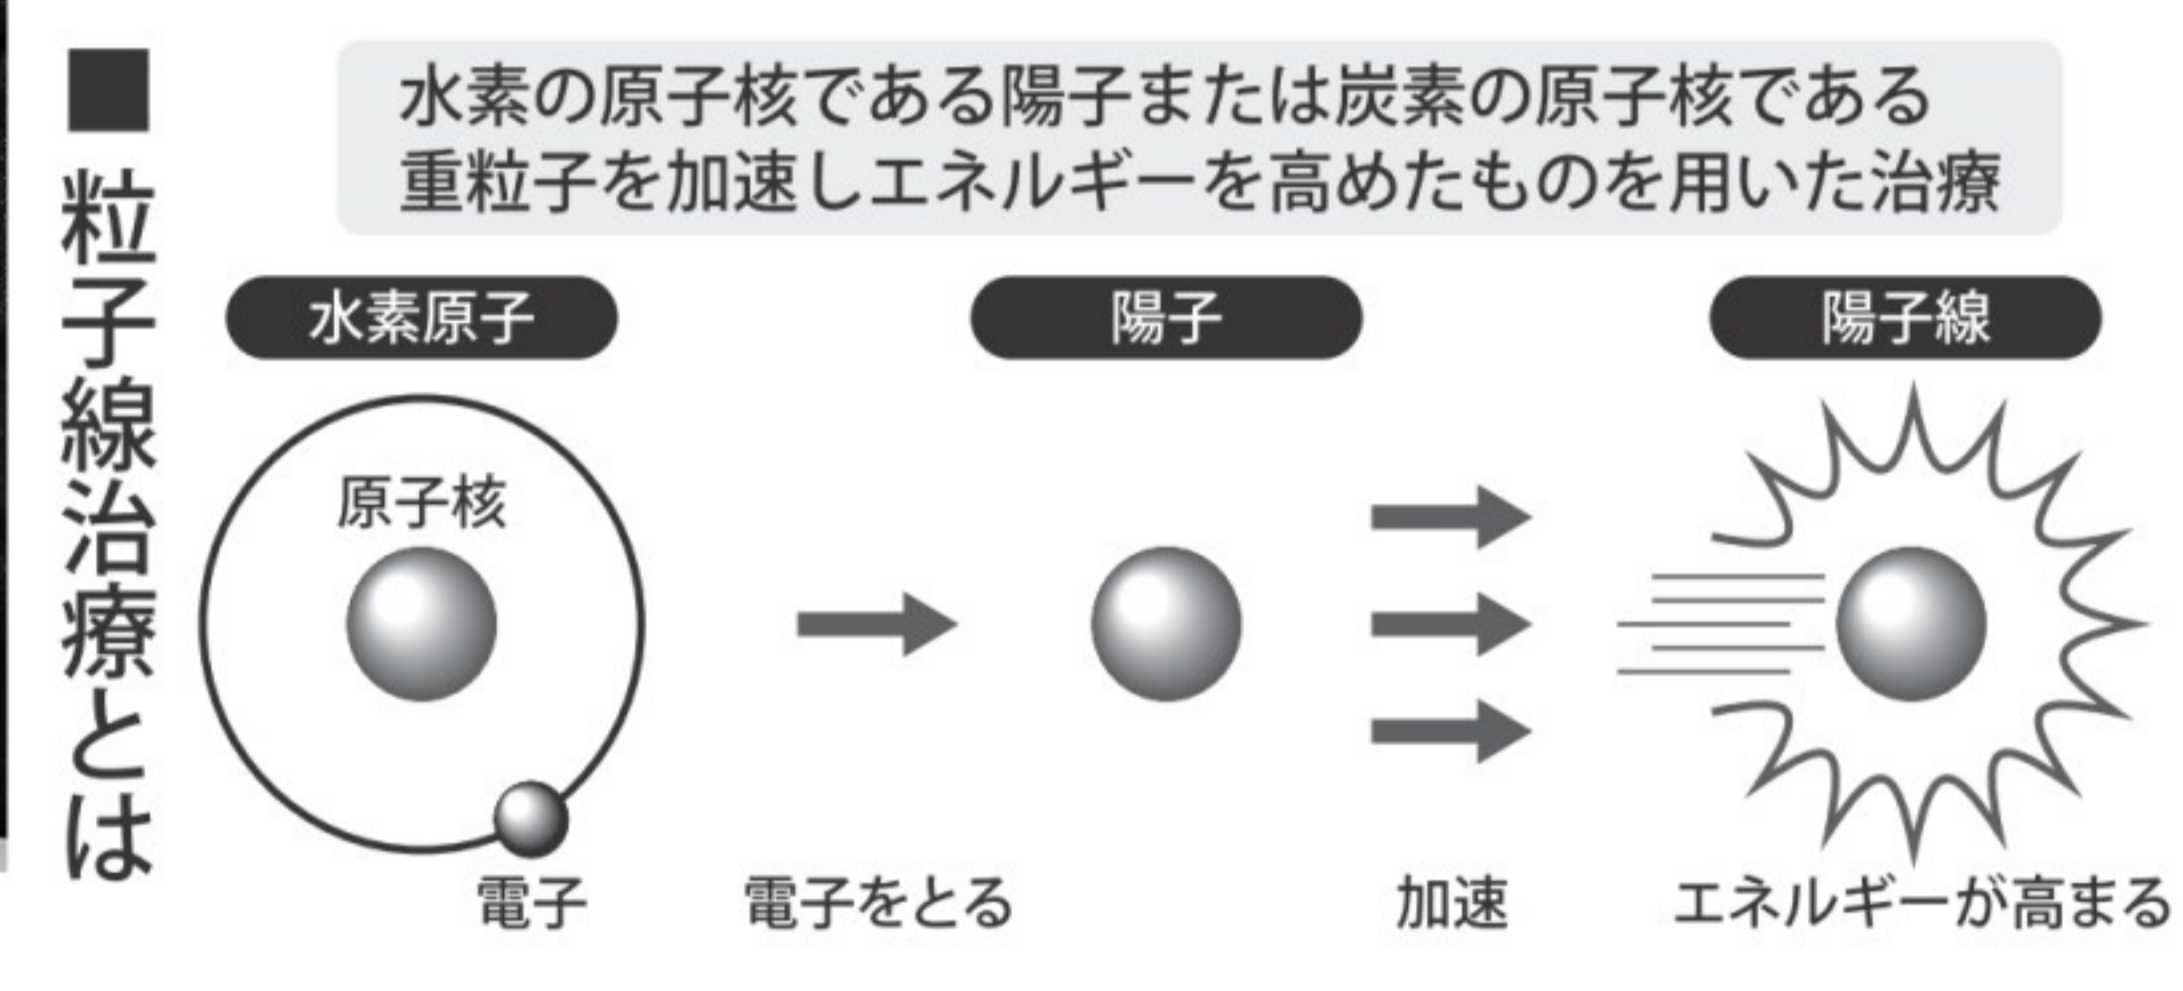 ■粒子線治療とは
水素の原子核である陽子または炭素の原子核である
重粒子を加速しエネルギーを高めたものを用いた治療
水素原子
陽子
陽子線
原子核
電子
電子をとる
加速
エネルギーが高まる